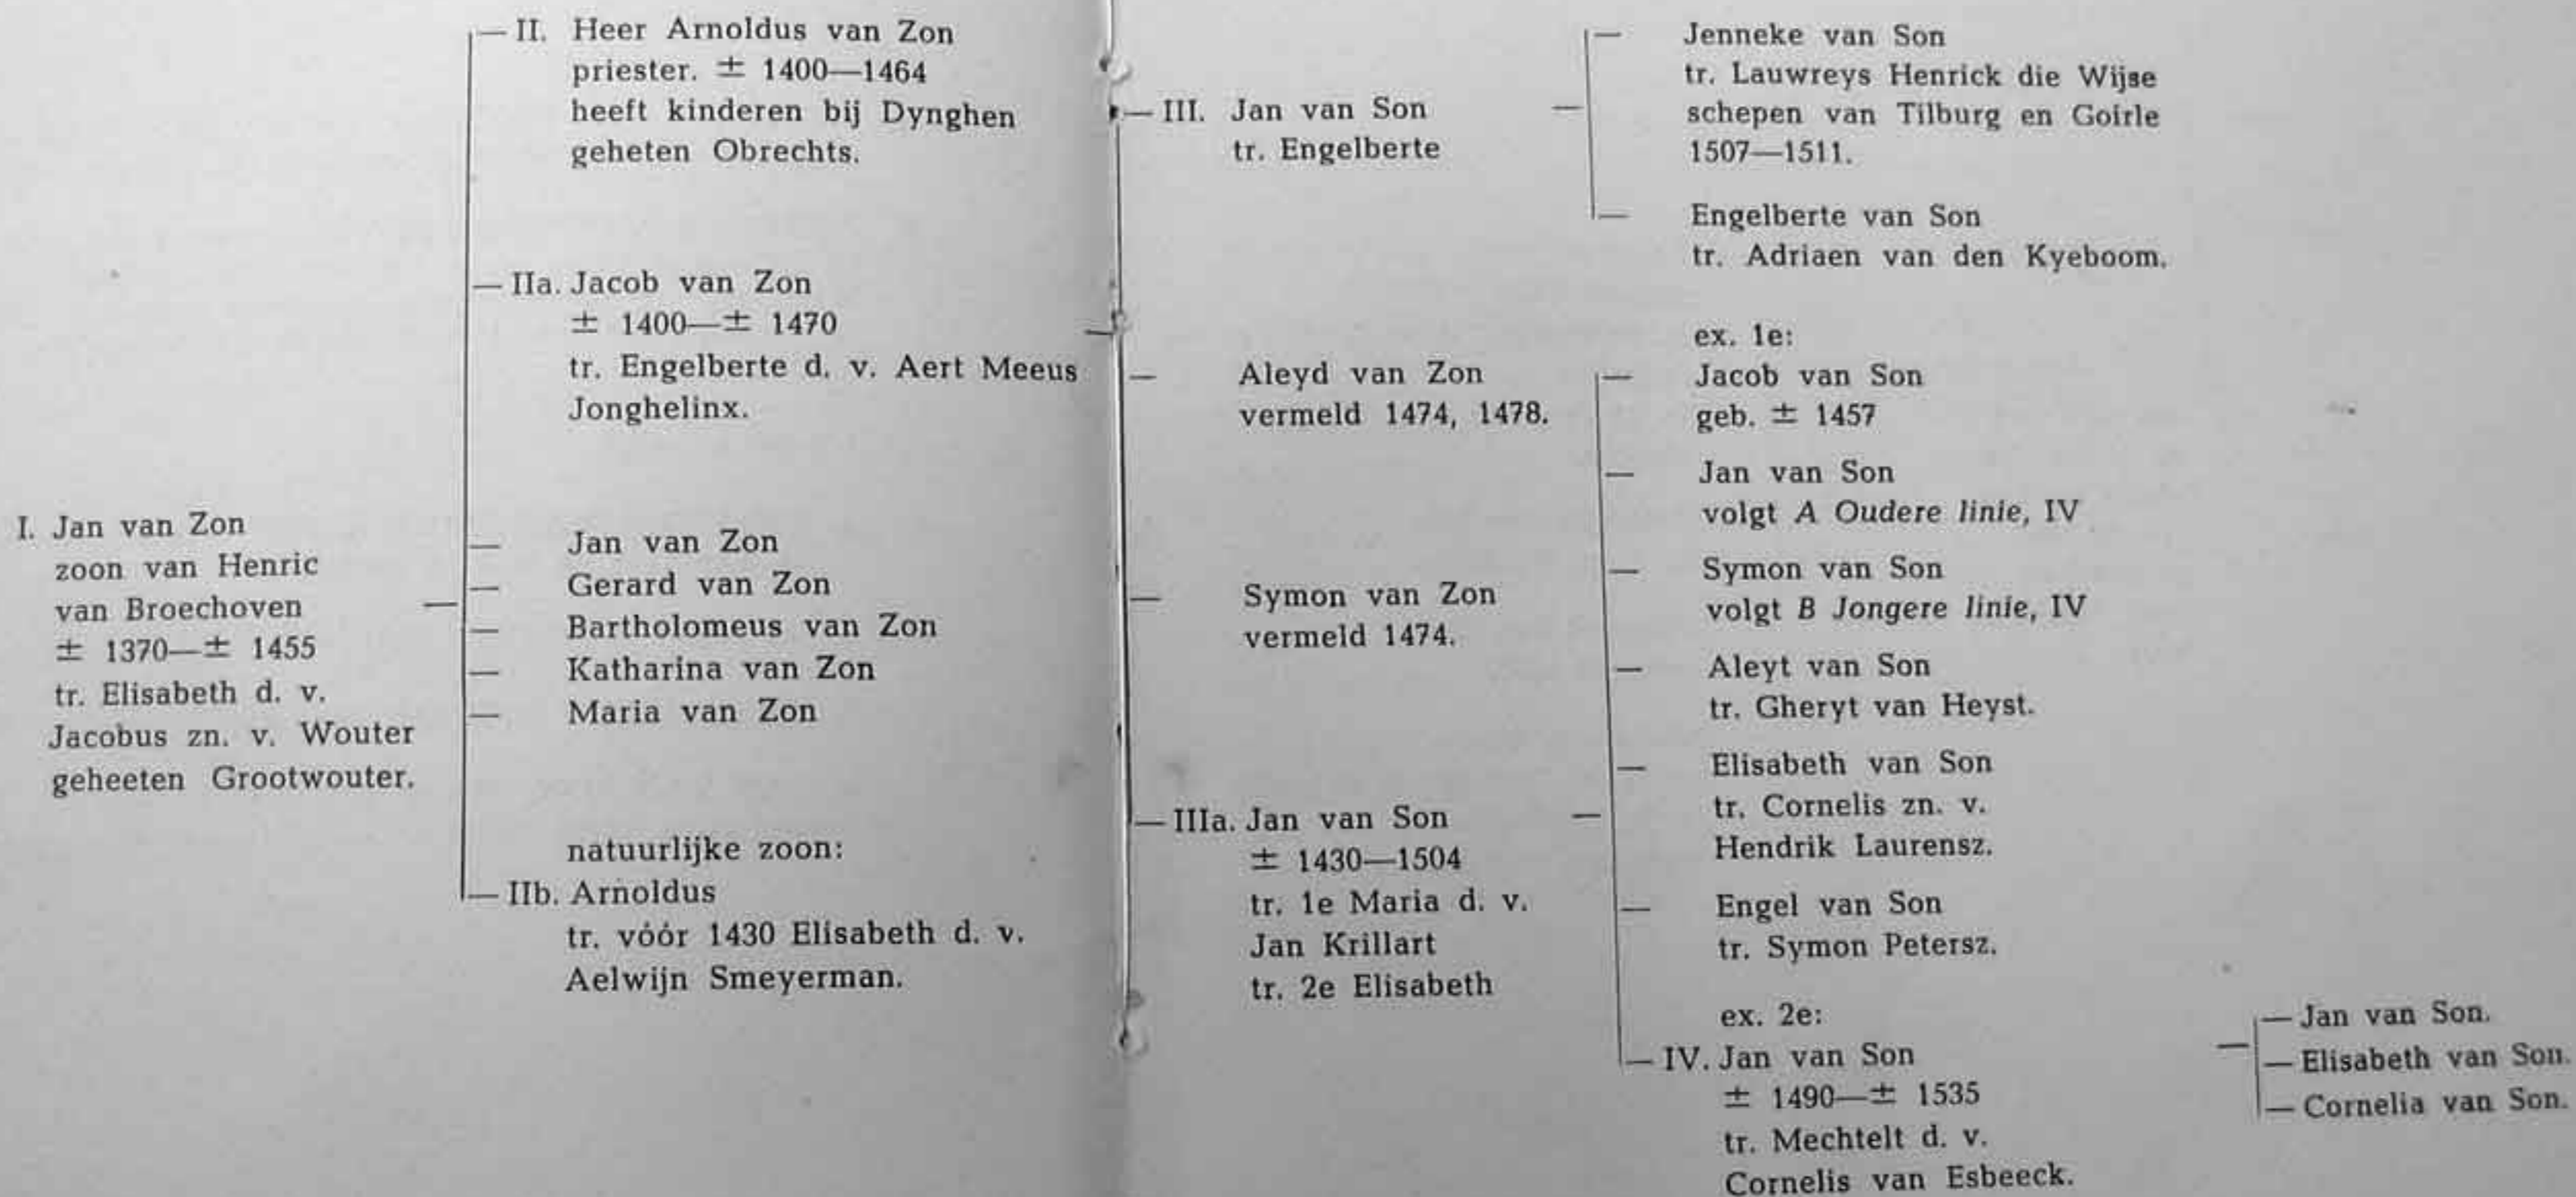 I. Jan van Zon
zoon van Henric
van Broechoven
± 1370—± 1455
tr. Elisabeth d. v.
Jacobus zn. v. Wouter
geheeten Grootwouter.
II. Heer Arnoldus van Zon
priester. ± 1400—1464
heeft kinderen bij Dynghen
geheten Obrechts.
IIa. Jacob van Zon
± 1400—± 1470
tr. Engelberte d. v. Aert Meeus
Jonghelinx.
Jan van Zon
Gerard van Zon
Bartholomeus van Zon
Katharina van Zon
Maria van Zon
natuurlijke zoon:
IIb. Arnoldus
tr. vóór 1430 Elisabeth d. v.
Aelwijn Smeyerman.
III. Jan van Son
tr. Engelberte
Aleyd van Zon
vermeld 1474, 1478.
Symon van Zon
vermeld 1474.
IIIa. Jan van Son
± 1430—1504
tr. 1e Maria d. v.
Jan Krillart
tr. 2e Elisabeth
Jenneke van Son
tr. Lauwreys Henrick die Wijse
schepen van Tilburg en Goirle
1507—1511.
Engelberte van Son
tr. Adriaen van den Kyeboom.
ex. 1e:
Jacob van Son
geb. ± 1457
Jan van Son
volgt A Oudere linie, IV
Symon van Son
volgt B Jongere linie, IV
Aleyt van Son
tr. Gheryt van Heyst.
Elisabeth van Son
tr. Cornelis zn. v.
Hendrik Laurensz.
Engel van Son
tr. Symon Petersz.
ex. 2e:
IV. Jan van Son
± 1490—± 1535
tr. Mechtelt d. v.
Cornelis van Esbeeck.
Jan van Son.
Elisabeth van Son.
Cornelia van Son.